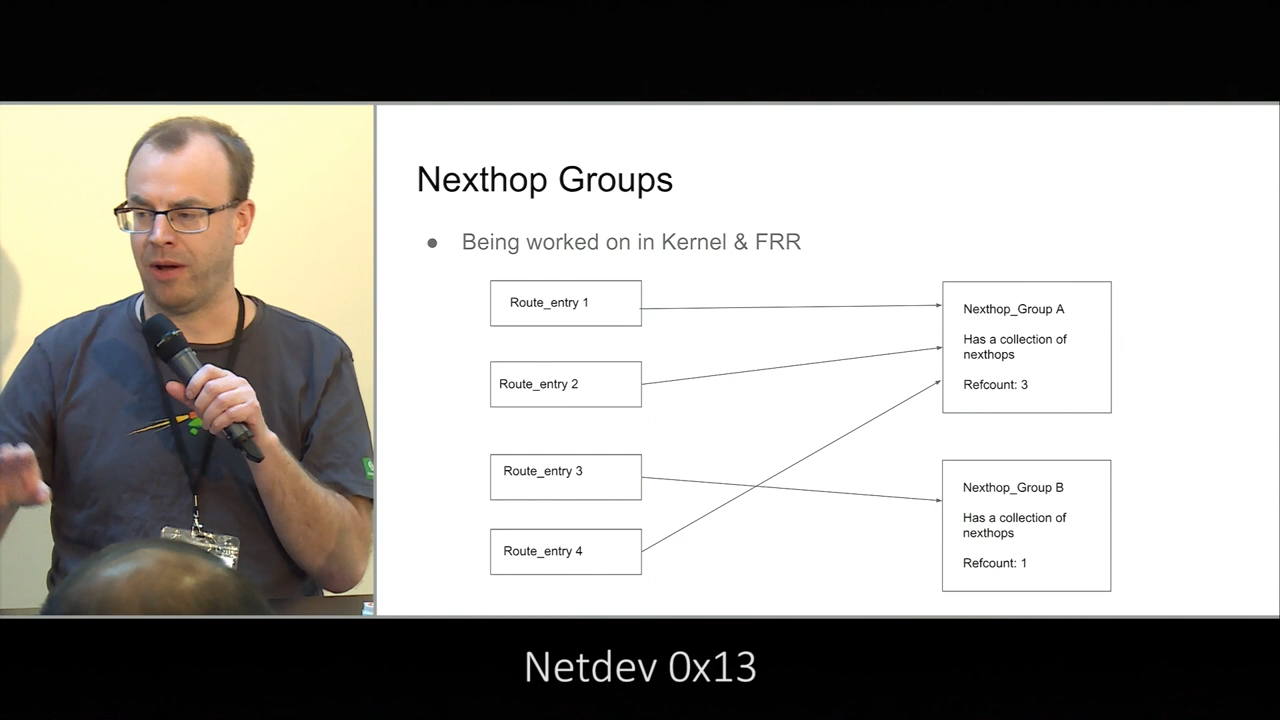 Nexthop Groups
● Being worked on in Kernel & FRR
Route_entry 1
Route_entry 2
Route_entry 3
Route_entry 4
Nexthop_Group A
Has a collection of
nexthops
Refcount: 3
Nexthop_Group B
Has a collection of
nexthops
Refcount: 1
Netdev 0x13